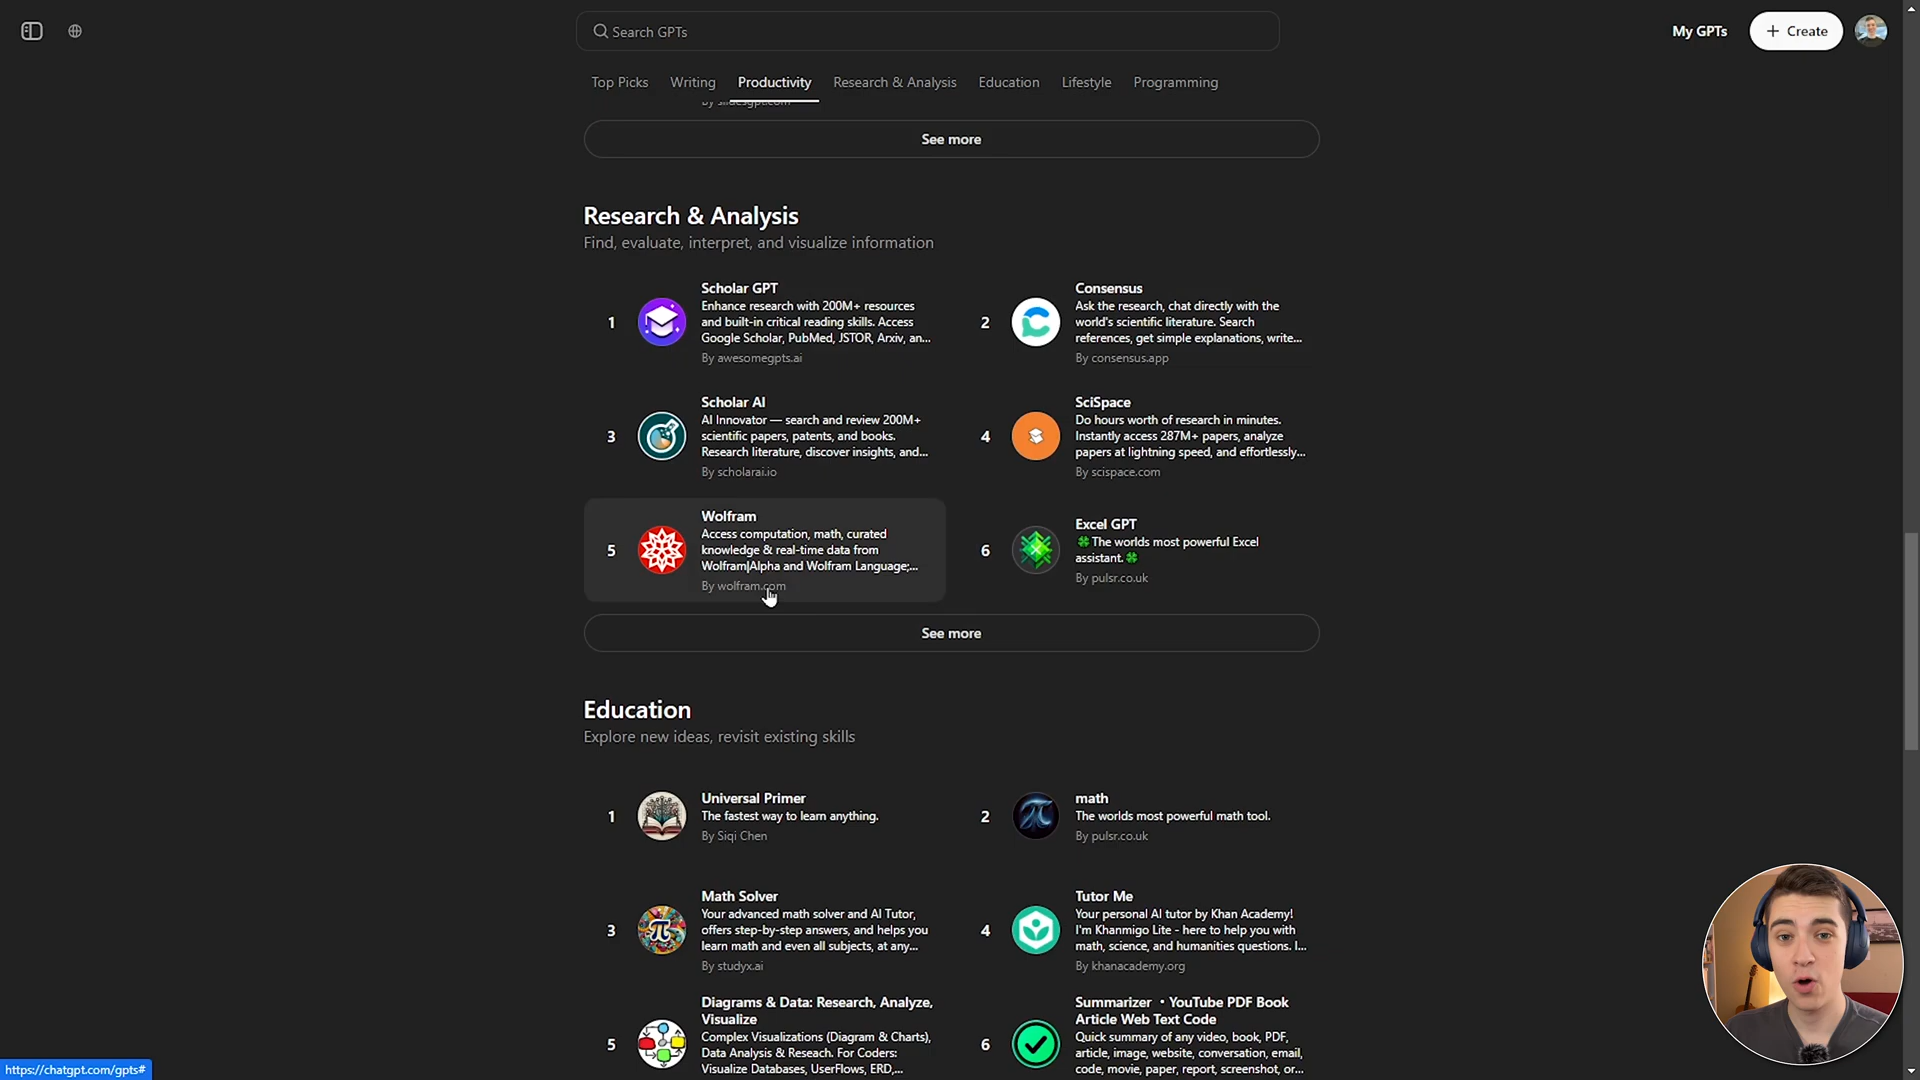 Search GPTs
My GPTs
Create
Top Picks
Writing
Productivity
Research & Analysis
Education
Lifestyle
Programming
See more
Research & Analysis
Find, evaluate, interpret, and visualize information
1
Scholar GPT
Enhance research with 200M+ resources
and built-in critical reading skills. Access
Google Scholar, PubMed, JSTOR, Arxiv, an...
By awesomegpts.ai
2
Consensus
Ask the research, chat directly with the
world's scientific literature. Search
references, get simple explanations, write...
By consensus.app
3
Scholar AI
AI Innovator — search and review 200M+
scientific papers, patents, and books.
Research literature, discover insights, and...
By scholarai.io
4
SciSpace
Do hours worth of research in minutes.
Instantly access 287M+ papers, analyze
papers at lightning speed, and effortlessly...
By scispace.com
5
Wolfram
Access computation, math, curated
knowledge & real-time data from
Wolfram|Alpha and Wolfram Language;...
By wolfram.com
6
Excel GPT
🍀The worlds most powerful Excel
assistant.🍀
By pulsr.co.uk
See more
Education
Explore new ideas, revisit existing skills
1
Universal Primer
The fastest way to learn anything.
By Siqi Chen
2
math
The worlds most powerful math tool.
By pulsr.co.uk
3
Math Solver
Your advanced math solver and AI Tutor,
offers step-by-step answers, and helps you
learn math and even all subjects, at any...
By studyx.ai
4
Tutor Me
Your personal AI tutor by Khan Academy!
I'm Khanmigo Lite - here to help you with
math, science, and humanities questions. I...
By khanacademy.org
5
Diagrams & Data: Research, Analyze,
Visualize
Complex Visualizations (Diagram & Charts),
Data Analysis & Reseach. For Coders:
Visualize Databases, UserFlows, ERD,...
6
Summarizer • YouTube PDF Book
Article Web Text Code
Quick summary of any video, book, PDF,
article, image, website, conversation, email,
code, movie, paper, report, screenshot, or...
https://chatgpt.com/gpts#